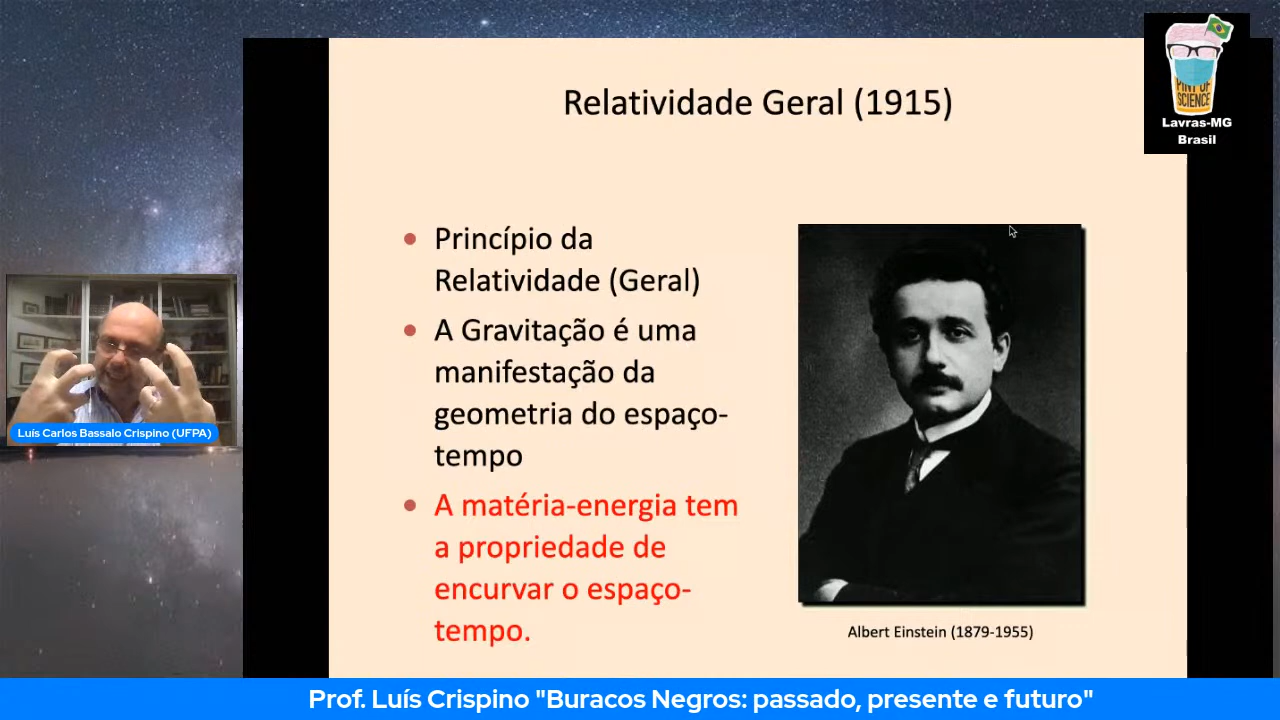 Relatividade Geral (1915)
PINT OF
SCIENCE
Lavras-MG
Brasil
Princípio da
Relatividade (Geral)
A Gravitação é uma
manifestação da
geometria do espaço-
tempo
A matéria-energia tem
a propriedade de
encurvar o espaço-
tempo.
Albert Einstein (1879-1955)
Luís Carlos Bassalo Crispino (UFPA)
Prof. Luís Crispino "Buracos Negros: passado, presente e futuro"